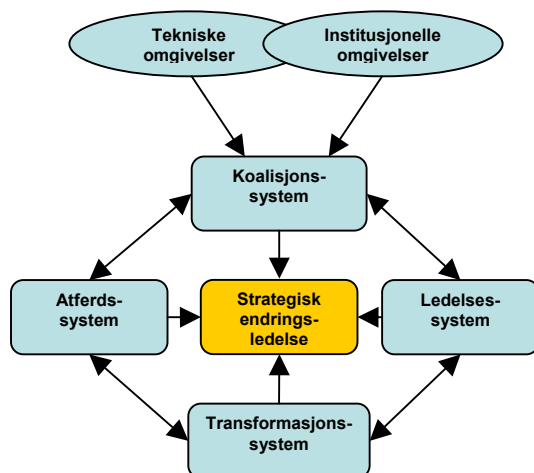 Tekniske
omgivelser
Institusjonelle
omgivelser
Koalisjons-
system
Atferds-
system
Strategisk
endrings-
ledelse
Ledelses-
system
Transformasjons-
system